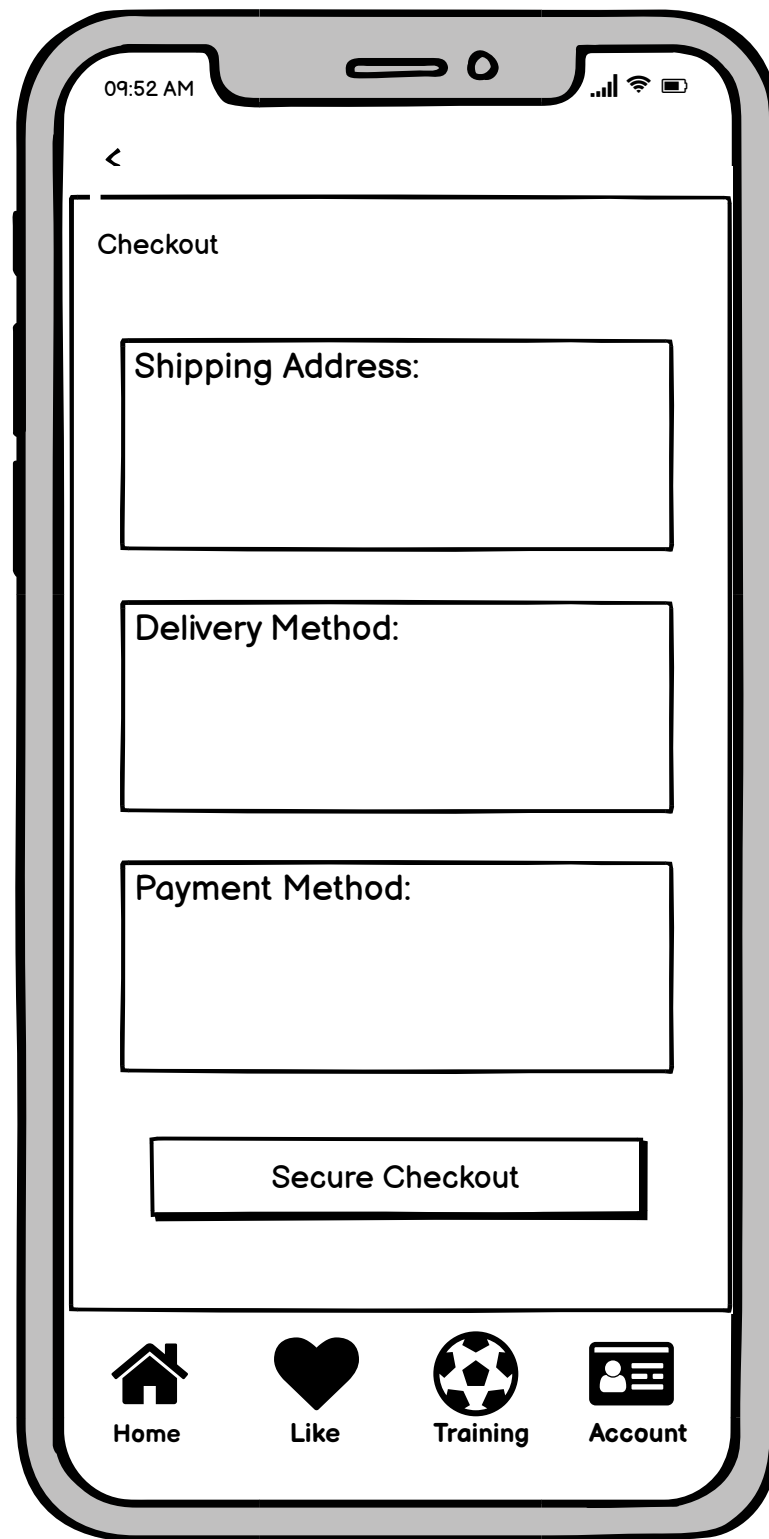 09:52 AM
<
Checkout
Shipping Address:
Delivery Method:
Payment Method:
Secure Checkout
Home Like Training Account